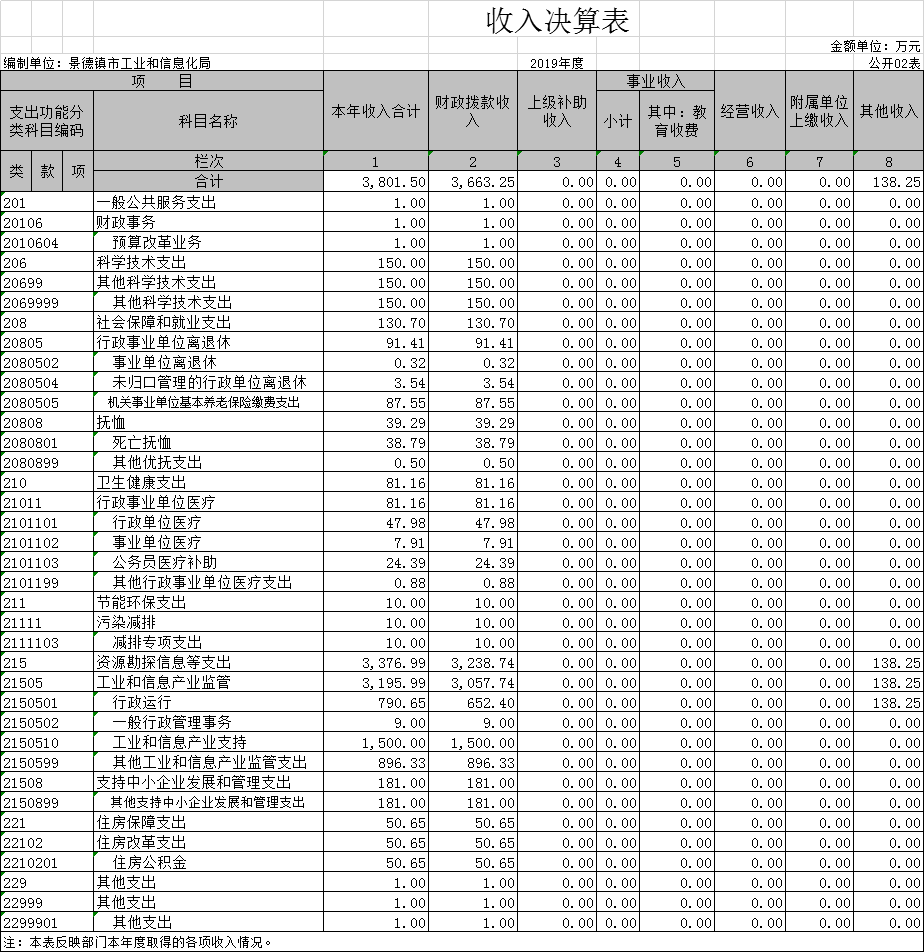 收入决算表
金额单位：万元
编制单位：景德镇市工业和信息化局 2019年度 公开02表
项 目 本年收入合计 财政拨款收入 上级补助收入 事业收入 经营收入 附属单位上缴收入 其他收入
支出功能分类科目编码 科目名称 小计 其中：教育收费
类 款 项 栏次 1 2 3 4 5 6 7 8
合计 3,801.50 3,663.25 0.00 0.00 0.00 0.00 0.00 138.25
201 一般公共服务支出 1.00 1.00 0.00 0.00 0.00 0.00 0.00 0.00
20106 财政事务 1.00 1.00 0.00 0.00 0.00 0.00 0.00 0.00
2010604 预算改革业务 1.00 1.00 0.00 0.00 0.00 0.00 0.00 0.00
206 科学技术支出 150.00 150.00 0.00 0.00 0.00 0.00 0.00 0.00
20699 其他科学技术支出 150.00 150.00 0.00 0.00 0.00 0.00 0.00 0.00
2069999 其他科学技术支出 150.00 150.00 0.00 0.00 0.00 0.00 0.00 0.00
208 社会保障和就业支出 130.70 130.70 0.00 0.00 0.00 0.00 0.00 0.00
20805 行政事业单位离退休 91.41 91.41 0.00 0.00 0.00 0.00 0.00 0.00
2080502 事业单位离退休 0.32 0.32 0.00 0.00 0.00 0.00 0.00 0.00
2080504 未归口管理的行政单位离退休 3.54 3.54 0.00 0.00 0.00 0.00 0.00 0.00
2080505 机关事业单位基本养老保险缴费支出 87.55 87.55 0.00 0.00 0.00 0.00 0.00 0.00
20808 抚恤 39.29 39.29 0.00 0.00 0.00 0.00 0.00 0.00
2080801 死亡抚恤 38.79 38.79 0.00 0.00 0.00 0.00 0.00 0.00
2080899 其他优抚支出 0.50 0.50 0.00 0.00 0.00 0.00 0.00 0.00
210 卫生健康支出 81.16 81.16 0.00 0.00 0.00 0.00 0.00 0.00
21011 行政事业单位医疗 81.16 81.16 0.00 0.00 0.00 0.00 0.00 0.00
2101101 行政单位医疗 47.98 47.98 0.00 0.00 0.00 0.00 0.00 0.00
2101102 事业单位医疗 7.91 7.91 0.00 0.00 0.00 0.00 0.00 0.00
2101103 公务员医疗补助 24.39 24.39 0.00 0.00 0.00 0.00 0.00 0.00
2101199 其他行政事业单位医疗支出 0.88 0.88 0.00 0.00 0.00 0.00 0.00 0.00
211 节能环保支出 10.00 10.00 0.00 0.00 0.00 0.00 0.00 0.00
21111 污染减排 10.00 10.00 0.00 0.00 0.00 0.00 0.00 0.00
2111103 减排专项支出 10.00 10.00 0.00 0.00 0.00 0.00 0.00 0.00
215 资源勘探信息等支出 3,376.99 3,238.74 0.00 0.00 0.00 0.00 0.00 138.25
21505 工业和信息产业监管 3,195.99 3,057.74 0.00 0.00 0.00 0.00 0.00 138.25
2150501 行政运行 790.65 652.40 0.00 0.00 0.00 0.00 0.00 138.25
2150502 一般行政管理事务 9.00 9.00 0.00 0.00 0.00 0.00 0.00 0.00
2150510 工业和信息产业支持 1,500.00 1,500.00 0.00 0.00 0.00 0.00 0.00 0.00
2150599 其他工业和信息产业监管支出 896.33 896.33 0.00 0.00 0.00 0.00 0.00 0.00
21508 支持中小企业发展和管理支出 181.00 181.00 0.00 0.00 0.00 0.00 0.00 0.00
2150899 其他支持中小企业发展和管理支出 181.00 181.00 0.00 0.00 0.00 0.00 0.00 0.00
221 住房保障支出 50.65 50.65 0.00 0.00 0.00 0.00 0.00 0.00
22102 住房改革支出 50.65 50.65 0.00 0.00 0.00 0.00 0.00 0.00
2210201 住房公积金 50.65 50.65 0.00 0.00 0.00 0.00 0.00 0.00
229 其他支出 1.00 1.00 0.00 0.00 0.00 0.00 0.00 0.00
22999 其他支出 1.00 1.00 0.00 0.00 0.00 0.00 0.00 0.00
2299901 其他支出 1.00 1.00 0.00 0.00 0.00 0.00 0.00 0.00
注：本表反映部门本年度取得的各项收入情况。